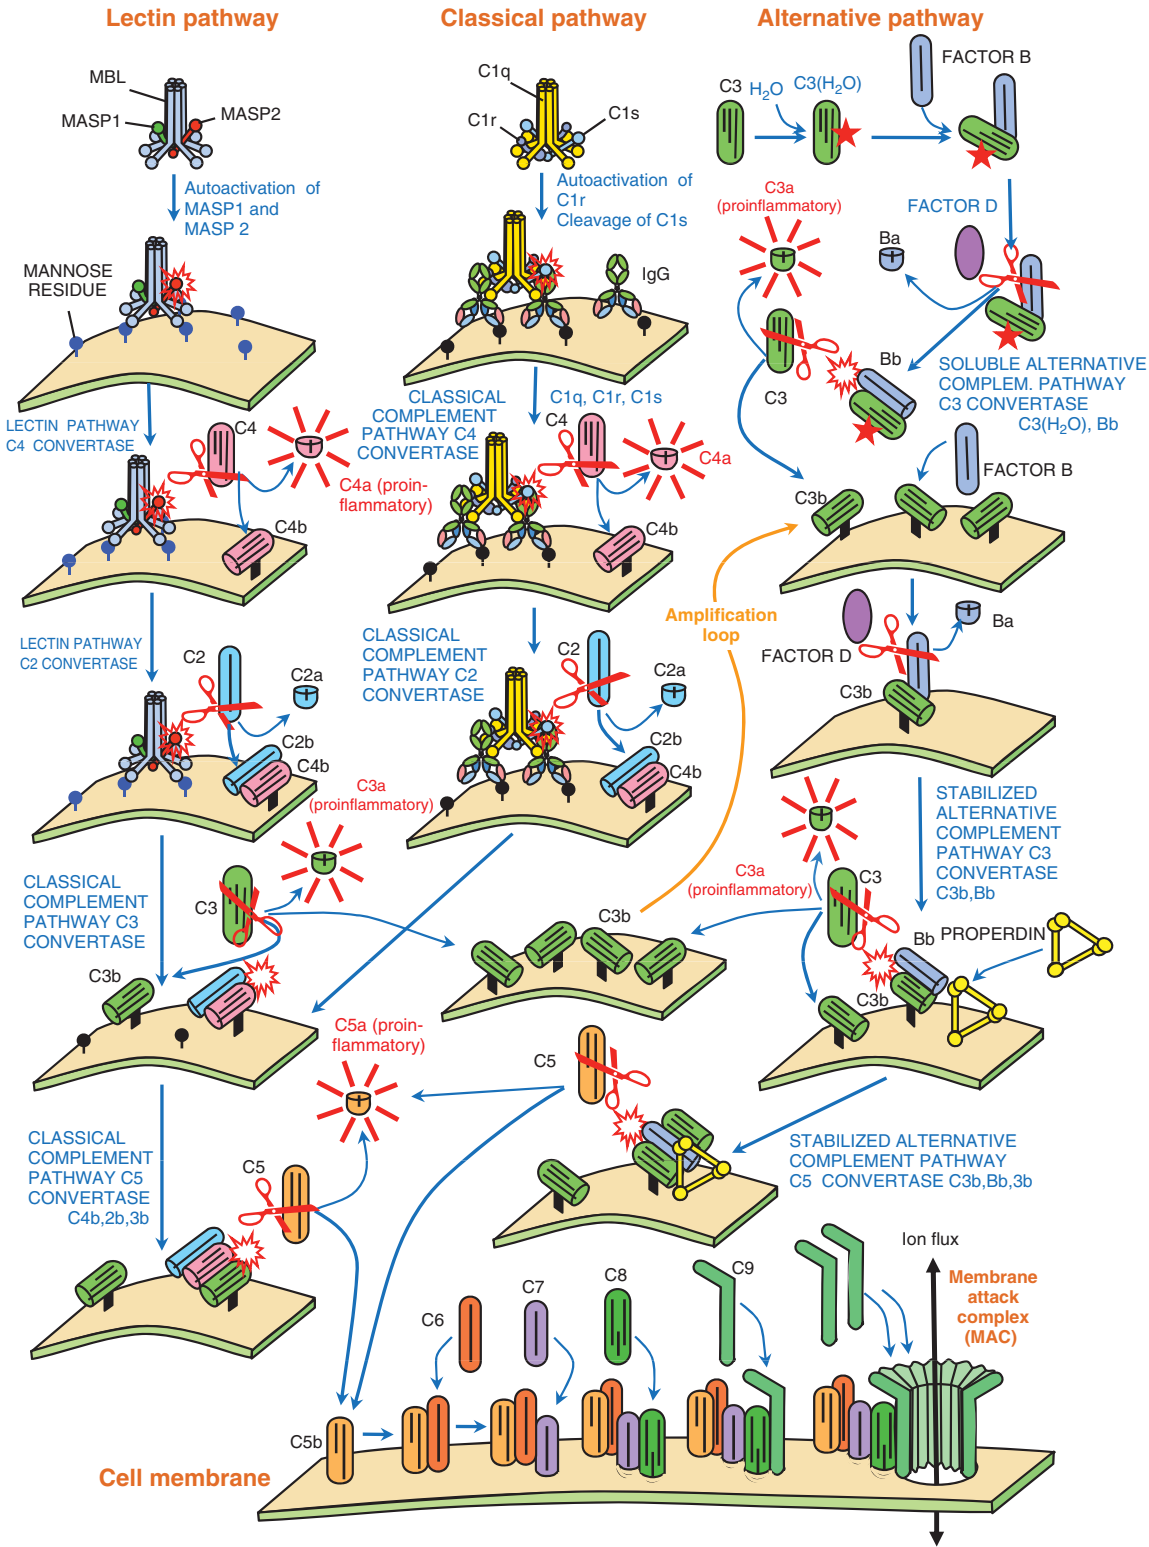 Lectin pathway
MBL
MASP1
MASP2
Autoactivation of
MASP1 and
MASP 2
MANNOSE
RESIDUE
LECTIN PATHWAY
C4 CONVERTASE
C4
C4a (proin-
flammatory)
C4b
LECTIN PATHWAY
C2 CONVERTASE
C2
C2a
C2b
C4b
C3a
(proinflammatory)
CLASSICAL
COMPLEMENT
PATHWAY C3
CONVERTASE
C3
C3b
CLASSICAL
COMPLEMENT
PATHWAY C5
CONVERTASE
C4b,2b,3b
C5
C5a (proin-
flammatory)
Classical pathway
C1q
C1r
C1s
Autoactivation of
C1r
Cleavage of C1s
IgG
CLASSICAL
COMPLEMENT
PATHWAY C4
CONVERTASE
C1q, C1r, C1s
C4
C4a
C4b
CLASSICAL
COMPLEMENT
PATHWAY C2
CONVERTASE
C2
C2a
C2b
C4b
C3b
Amplification
loop
Alternative pathway
C3
H2O
C3(H2O)
FACTOR B
C3a
(proinflammatory)
FACTOR D
Ba
C3
Bb
SOLUBLE ALTERNATIVE
COMPLEM. PATHWAY
C3 CONVERTASE
C3(H2O), Bb
FACTOR B
C3b
FACTOR D
Ba
C3b
STABILIZED
ALTERNATIVE
COMPLEMENT
PATHWAY C3
CONVERTASE
C3b,Bb
C3a
(proinflammatory)
C3
Bb
PROPERDIN
C3b
C5
STABILIZED ALTERNATIVE
COMPLEMENT PATHWAY
C5 CONVERTASE C3b,Bb,3b
C5b
C6
C7
C8
C9
Ion flux
Membrane
attack
complex
(MAC)
Cell membrane